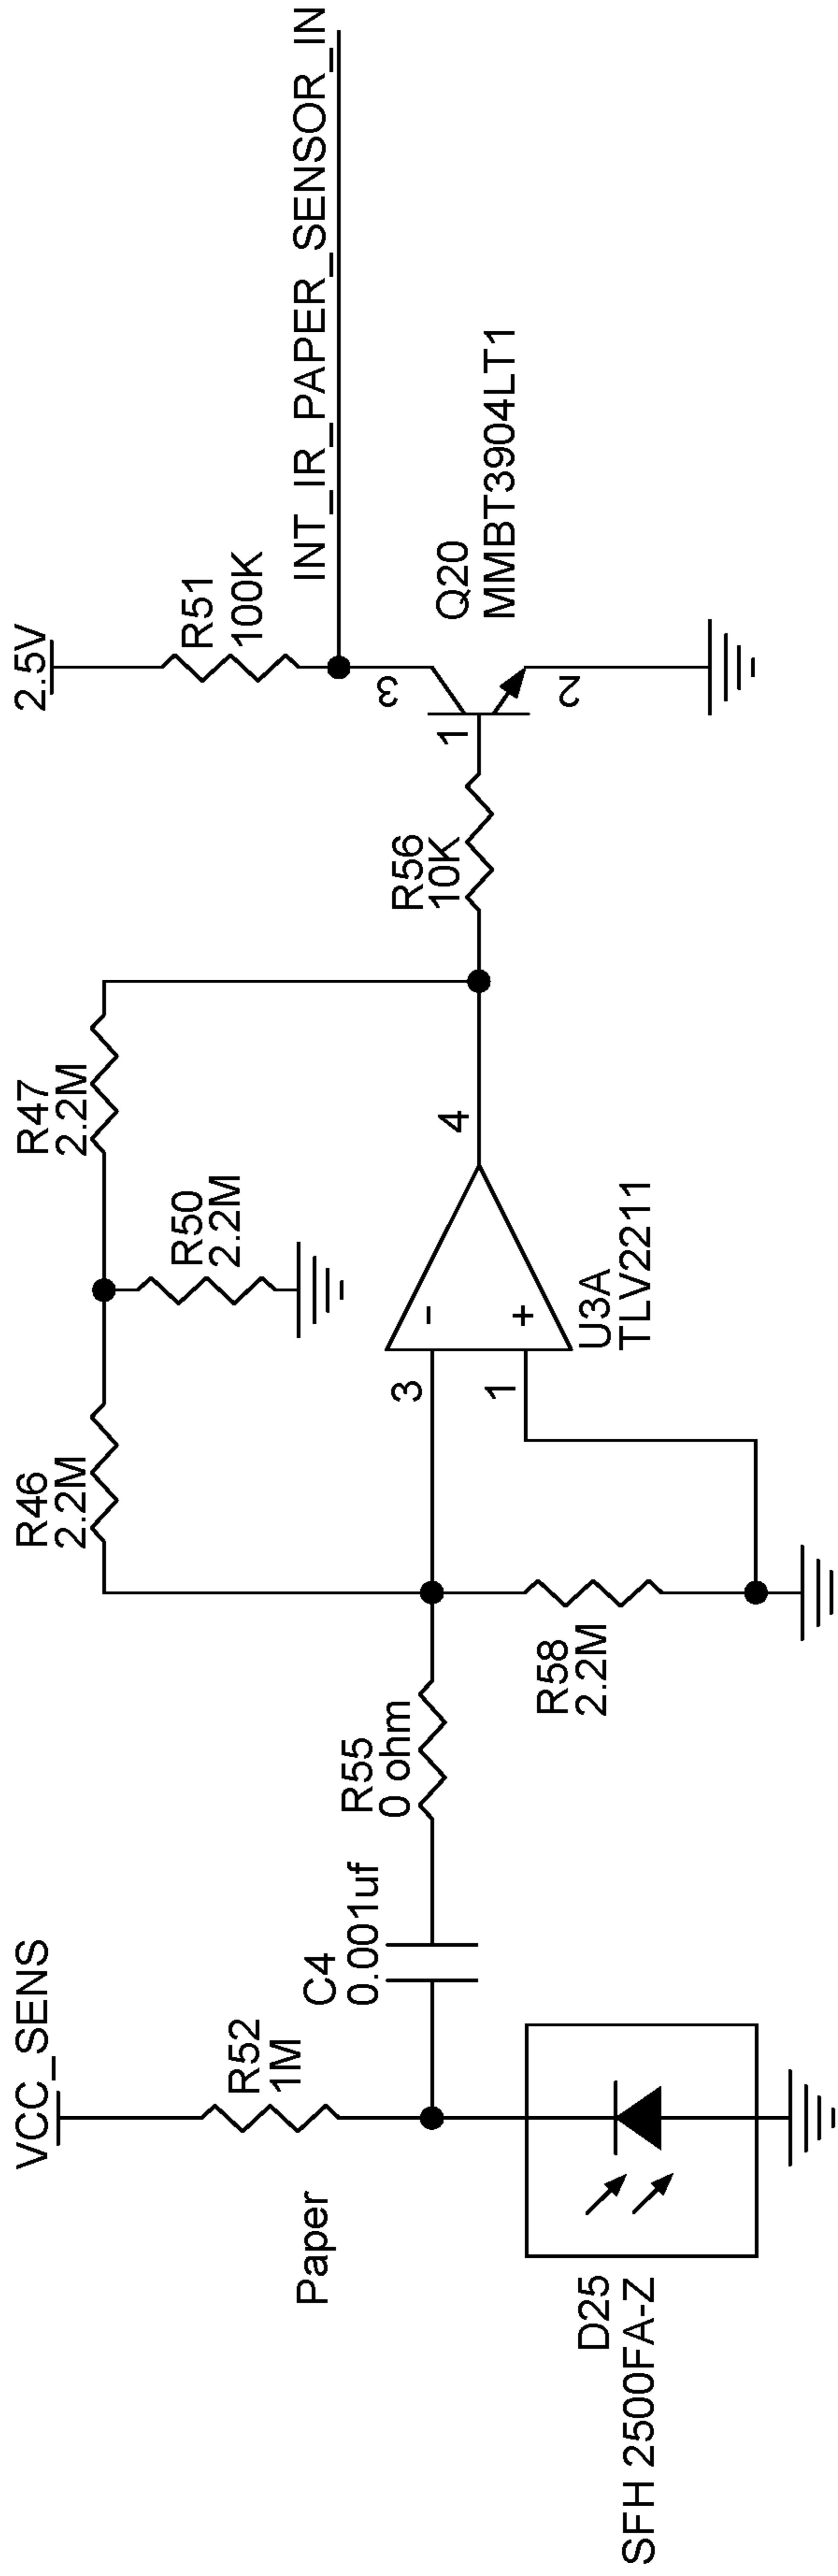 VCC_SENS
R52
1M
Paper
D25
SFH 2500FA-Z
C4
0.001uf
R55
0 ohm
R58
2.2M
R46
2.2M
R50
2.2M
R47
2.2M
3
1
-
+
4
U3A
TLV2211
R56
10K
2.5V
R51
100K
3
1
2
Q20
MMBT3904LT1
INT_IR_PAPER_SENSOR_IN